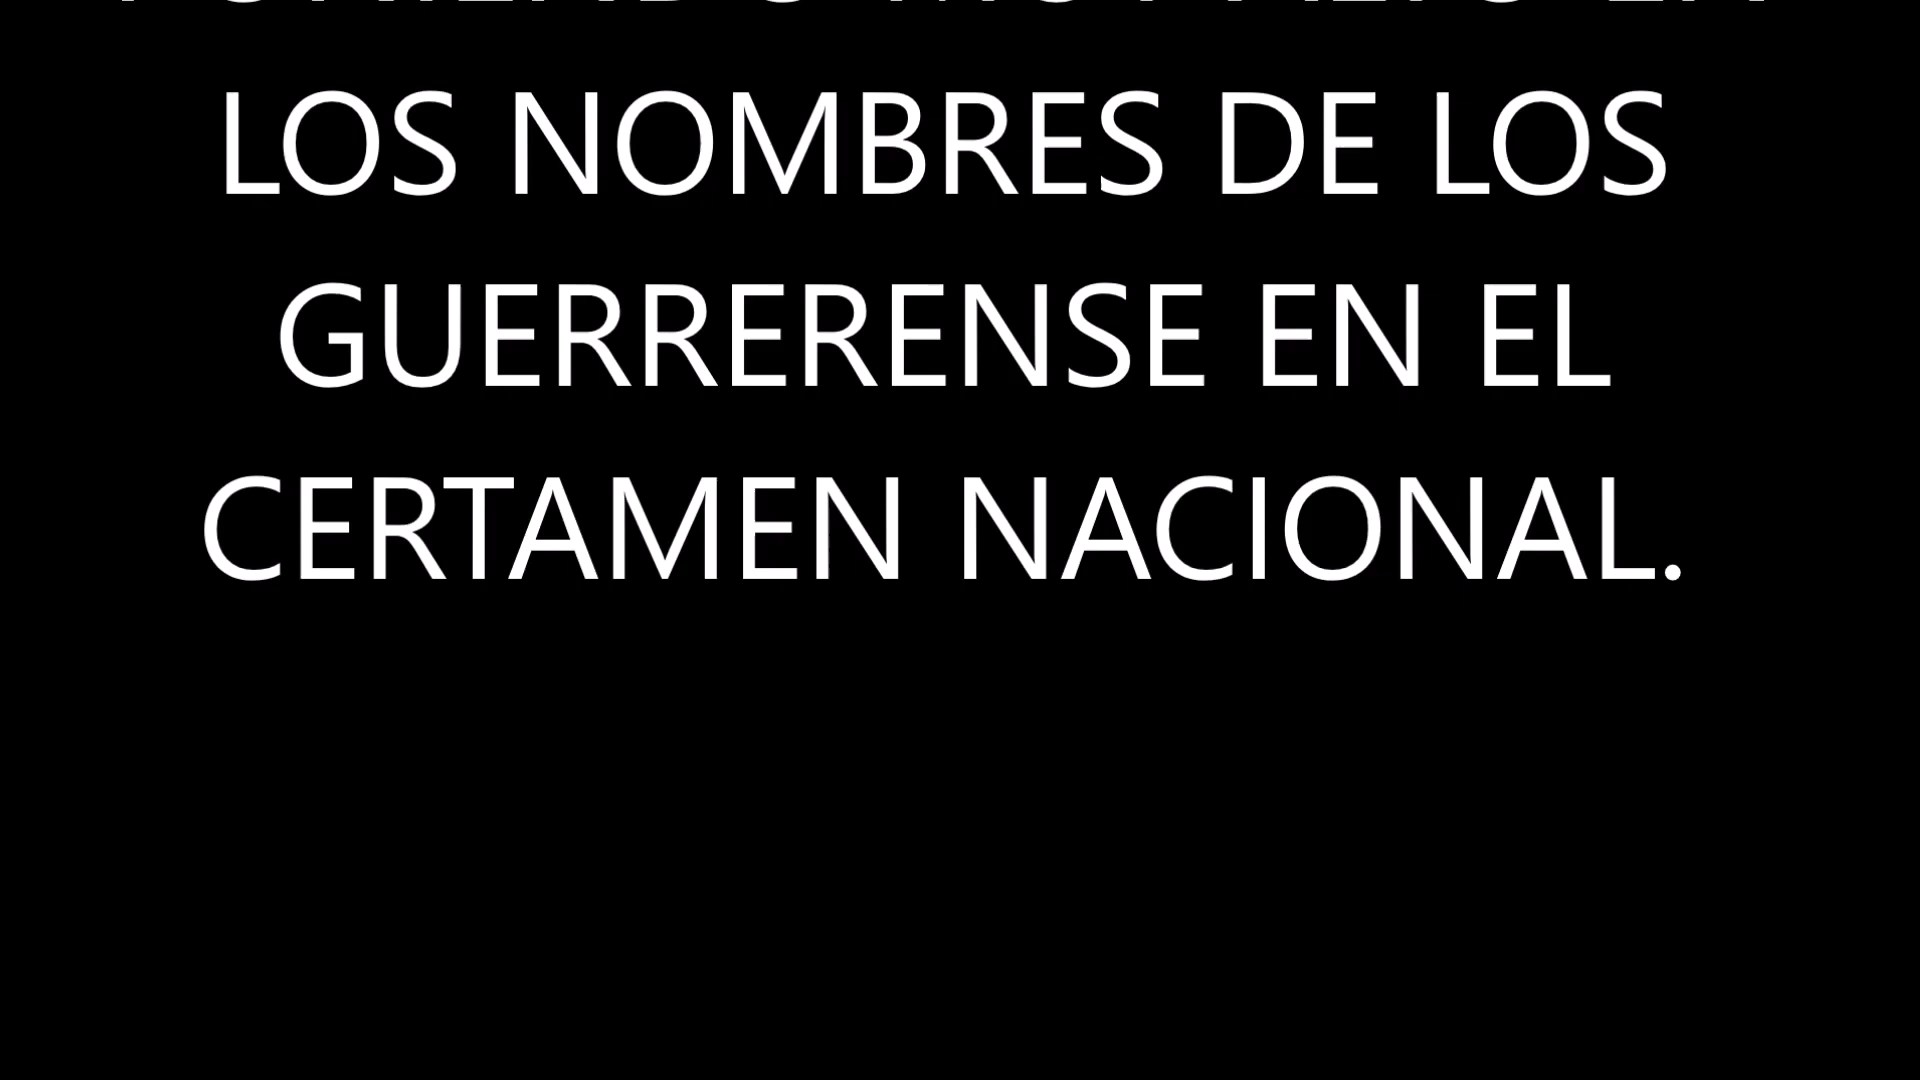 LOS NOMBRES DE LOS
GUERRERENSE EN EL
CERTAMEN NACIONAL.